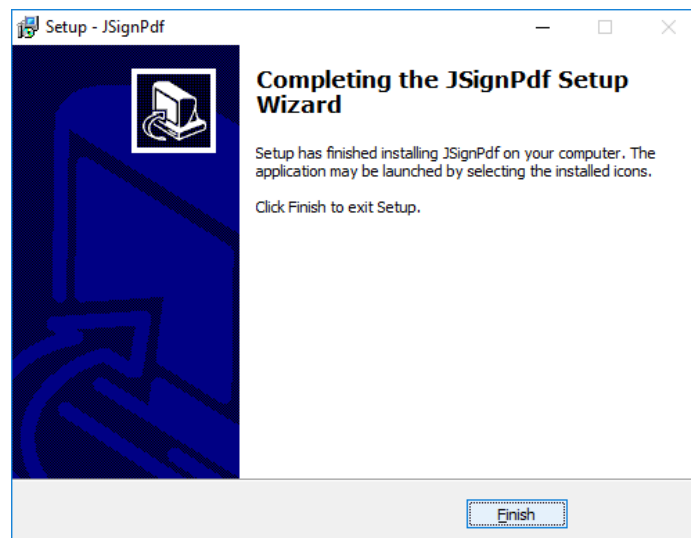 Setup - JSignPdf
Completing the JSignPdf Setup
Wizard
Setup has finished installing JSignPdf on your computer. The
application may be launched by selecting the installed icons.
Click Finish to exit Setup.
Finish